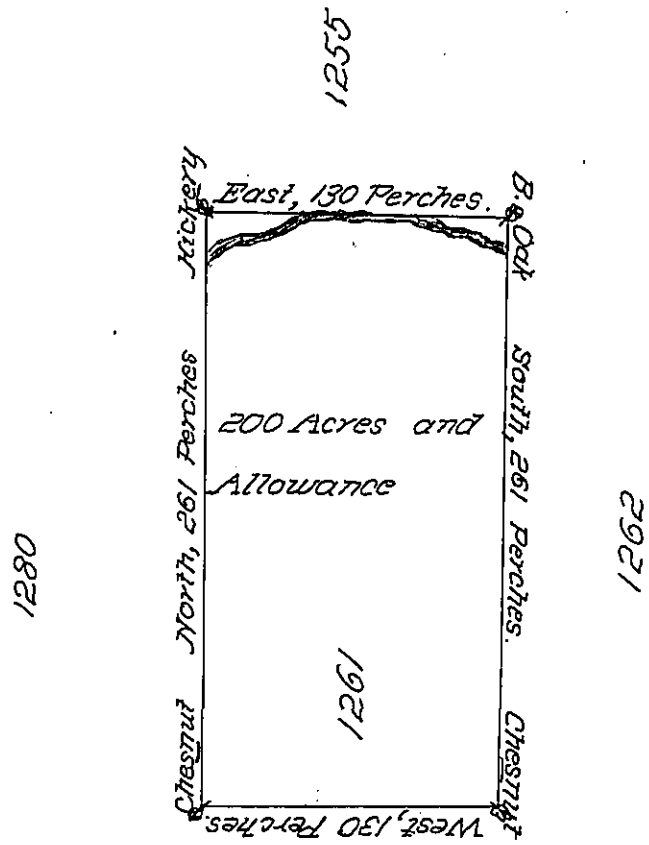 1255
Hickery
East, 130 Perches.
B. Oak
North, 261 Perches
South, 261 Perches.
200 Acres and
Allowance
1280
1262
1261
Chesnut
Chesnut
West, 130 Perches.